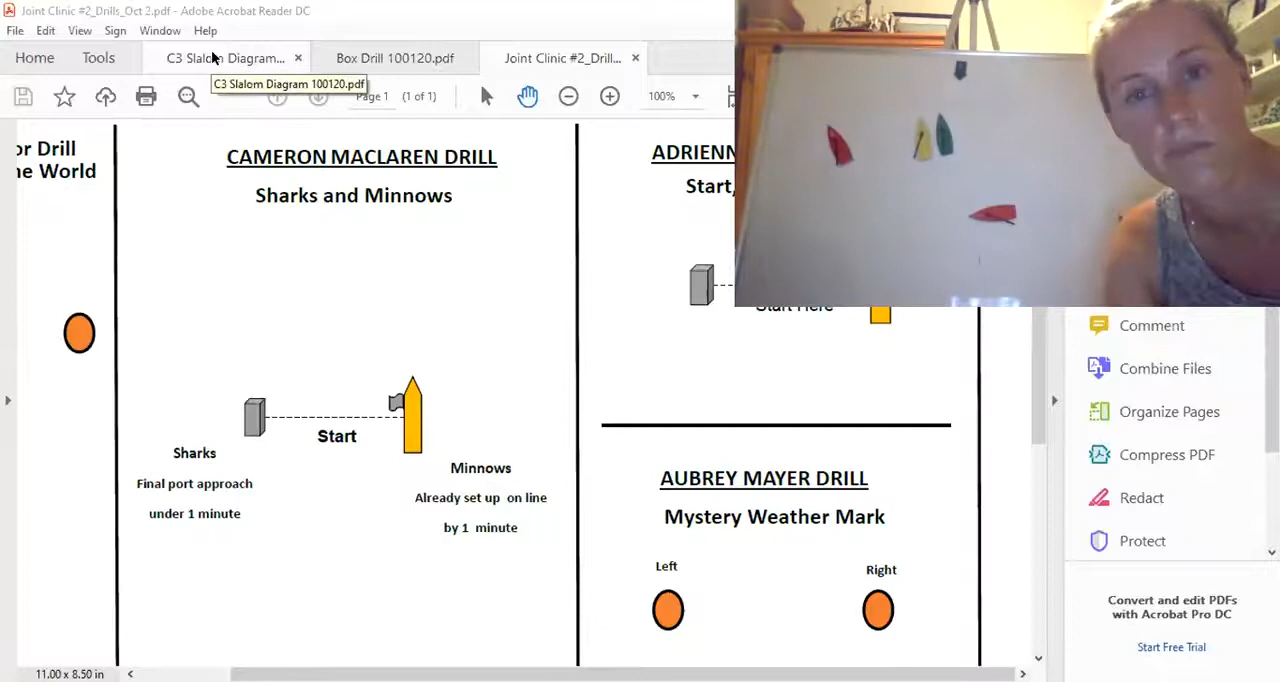 Joint Clinic #2_Drills_Oct 2.pdf - Adobe Acrobat Reader DC
File Edit View Sign Window Help
Home Tools C3 Slalom Diagram... × Box Drill 100120.pdf Joint Clinic #2_Drill... ×
C3 Slalom Diagram 100120.pdf
Page 1 (1 of 1) 100%
or Drill
ne World
CAMERON MACLAREN DRILL
Sharks and Minnows
Start
Sharks
Final port approach
under 1 minute
Minnows
Already set up on line
by 1 minute
ADRIENN
Start,
Start Here
AUBREY MAYER DRILL
Mystery Weather Mark
Left
Right
Comment
Combine Files
Organize Pages
Compress PDF
Redact
Protect
Convert and edit PDFs
with Acrobat Pro DC
Start Free Trial
11.00 x 8.50 in